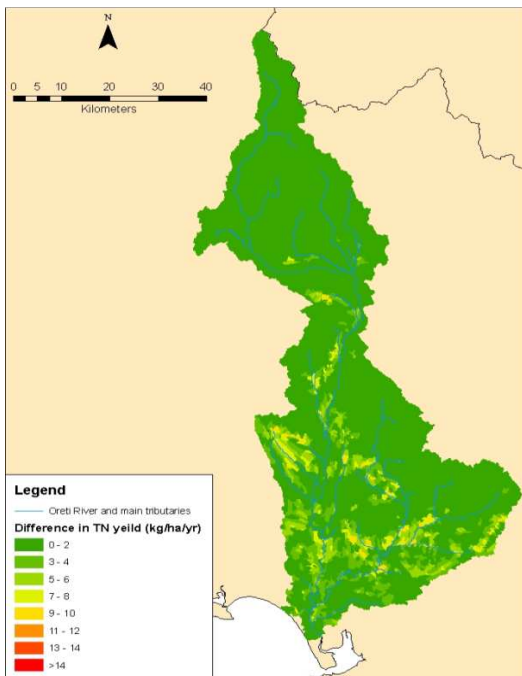 N
0 5 10 20 30 40
Kilometers
Legend
Oreti River and main tributaries
Difference in TN yeild (kg/ha/yr)
0 - 2
3 - 4
5 - 6
7 - 8
9 - 10
11 - 12
13 - 14
>14